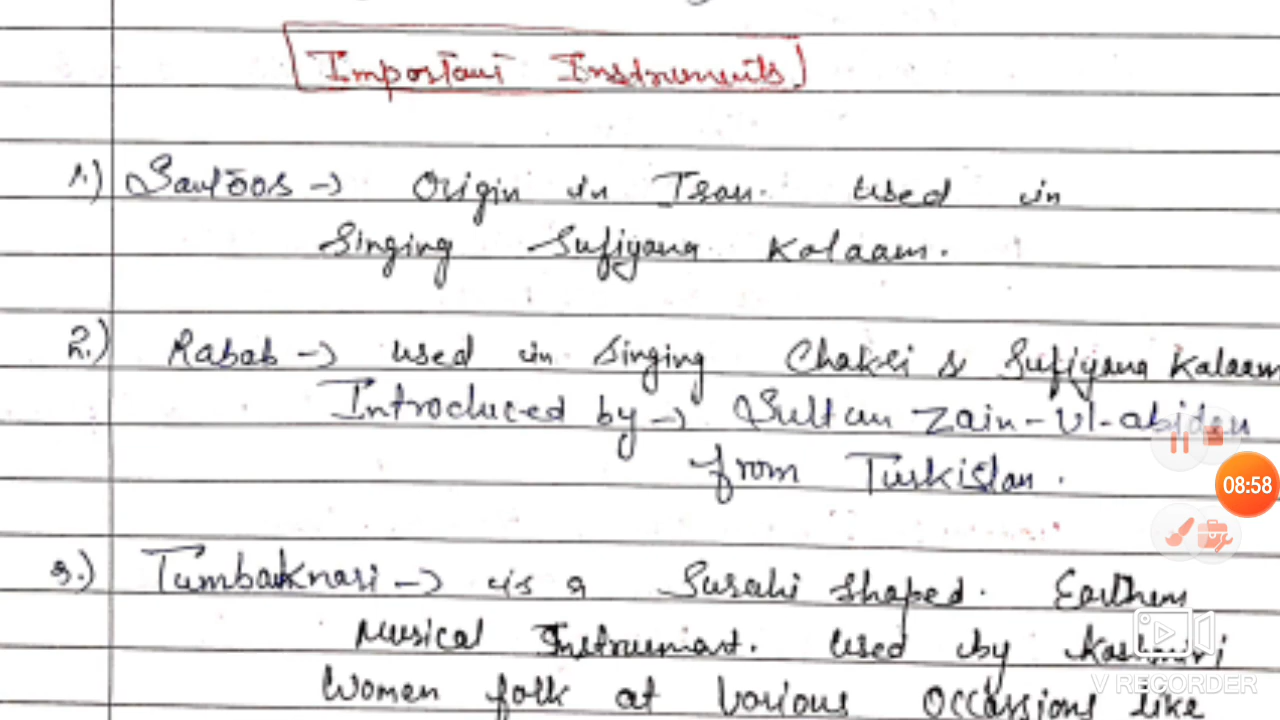 Important Instruments
1.) Santoor → Origin in Iran. used in
Singing Sufiyana Kalaam.
2.) Rabab → used in singing Chakri & Sufiyana Kalaam
Introduced by → Sultan Zain-Ul-abiden
from Turkistan.
08:58
3.) Tumbaknari → is a Surahi shaped. Earthen
Musical Instrument. Used by Kashmiri
V RECORDER
Women folk at Various Occassions like